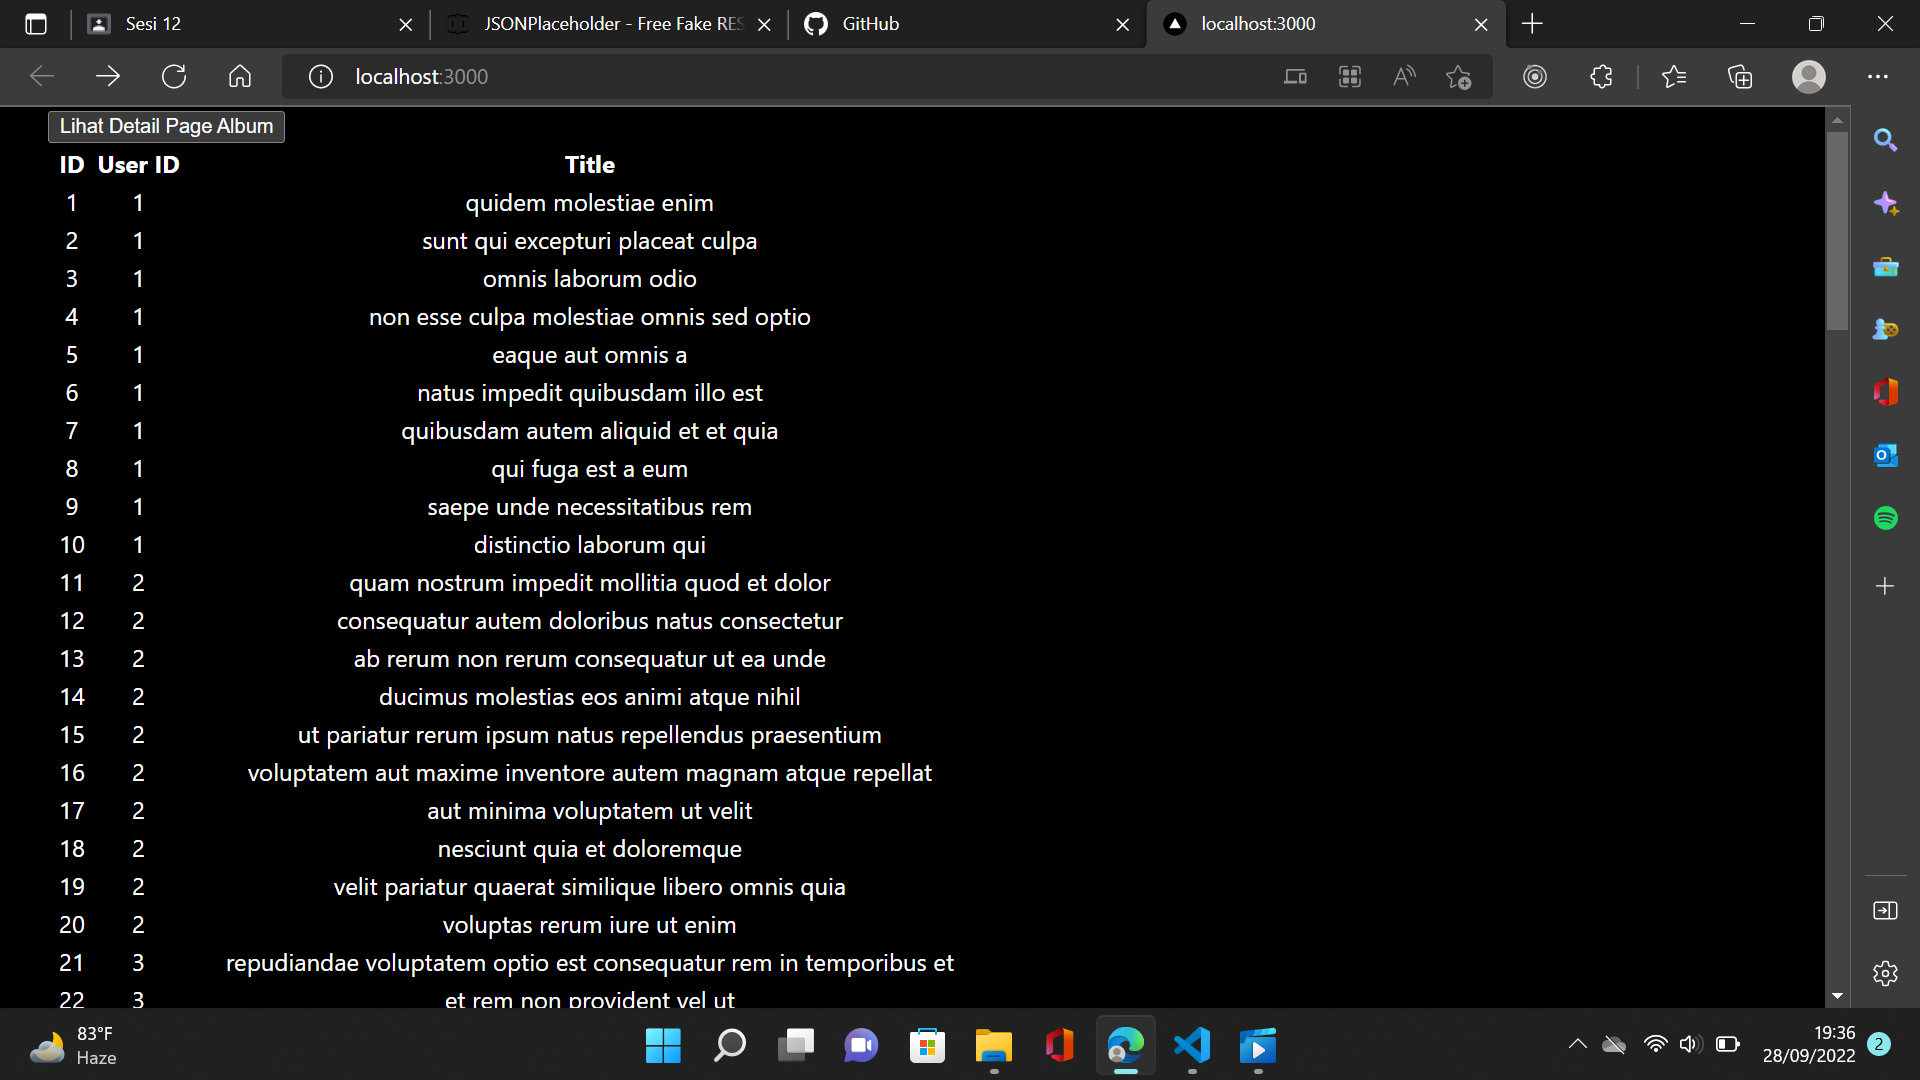 Sesi 12
JSONPlaceholder - Free Fake RES
GitHub
localhost:3000
localhost:3000
Lihat Detail Page Album
ID User ID Title
1 1 quidem molestiae enim
2 1 sunt qui excepturi placeat culpa
3 1 omnis laborum odio
4 1 non esse culpa molestiae omnis sed optio
5 1 eaque aut omnis a
6 1 natus impedit quibusdam illo est
7 1 quibusdam autem aliquid et et quia
8 1 qui fuga est a eum
9 1 saepe unde necessitatibus rem
10 1 distinctio laborum qui
11 2 quam nostrum impedit mollitia quod et dolor
12 2 consequatur autem doloribus natus consectetur
13 2 ab rerum non rerum consequatur ut ea unde
14 2 ducimus molestias eos animi atque nihil
15 2 ut pariatur rerum ipsum natus repellendus praesentium
16 2 voluptatem aut maxime inventore autem magnam atque repellat
17 2 aut minima voluptatem ut velit
18 2 nesciunt quia et doloremque
19 2 velit pariatur quaerat similique libero omnis quia
20 2 voluptas rerum iure ut enim
21 3 repudiandae voluptatem optio est consequatur rem in temporibus et
22 3 et rem non provident vel ut
83°F
Haze
19:36
28/09/2022
2